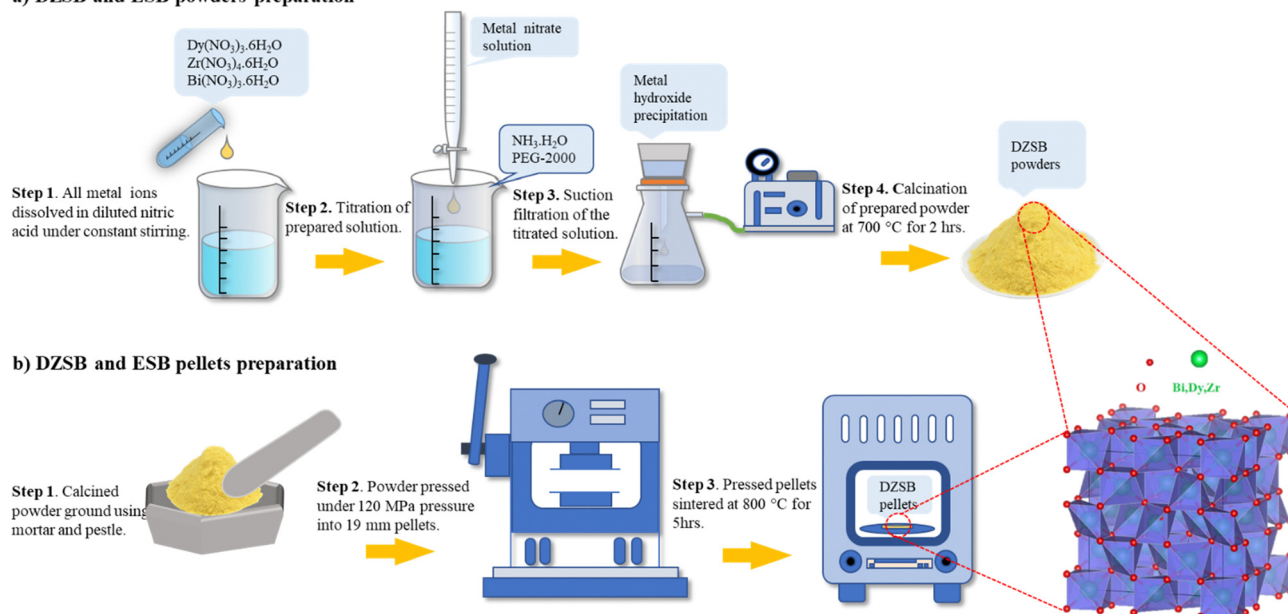 a) DZSB and ESB powders preparation
Dy(NO3)3.6H2O
Zr(NO3)4.6H2O
Bi(NO3)3.6H2O
Metal nitrate
solution
NH3.H2O
PEG-2000
Metal
hydroxide
precipitation
DZSB
powders
Step 1. All metal ions
dissolved in diluted nitric
acid under constant stirring.
Step 2. Titration of
prepared solution.
Step 3. Suction
filtration of the
titrated solution.
Step 4. Calcination
of prepared powder
at 700 °C for 2 hrs.
b) DZSB and ESB pellets preparation
Step 1. Calcined
powder ground using
mortar and pestle.
Step 2. Powder pressed
under 120 MPa pressure
into 19 mm pellets.
Step 3. Pressed pellets
sintered at 800 °C for
5hrs.
DZSB
pellets
O
Bi,Dy,Zr